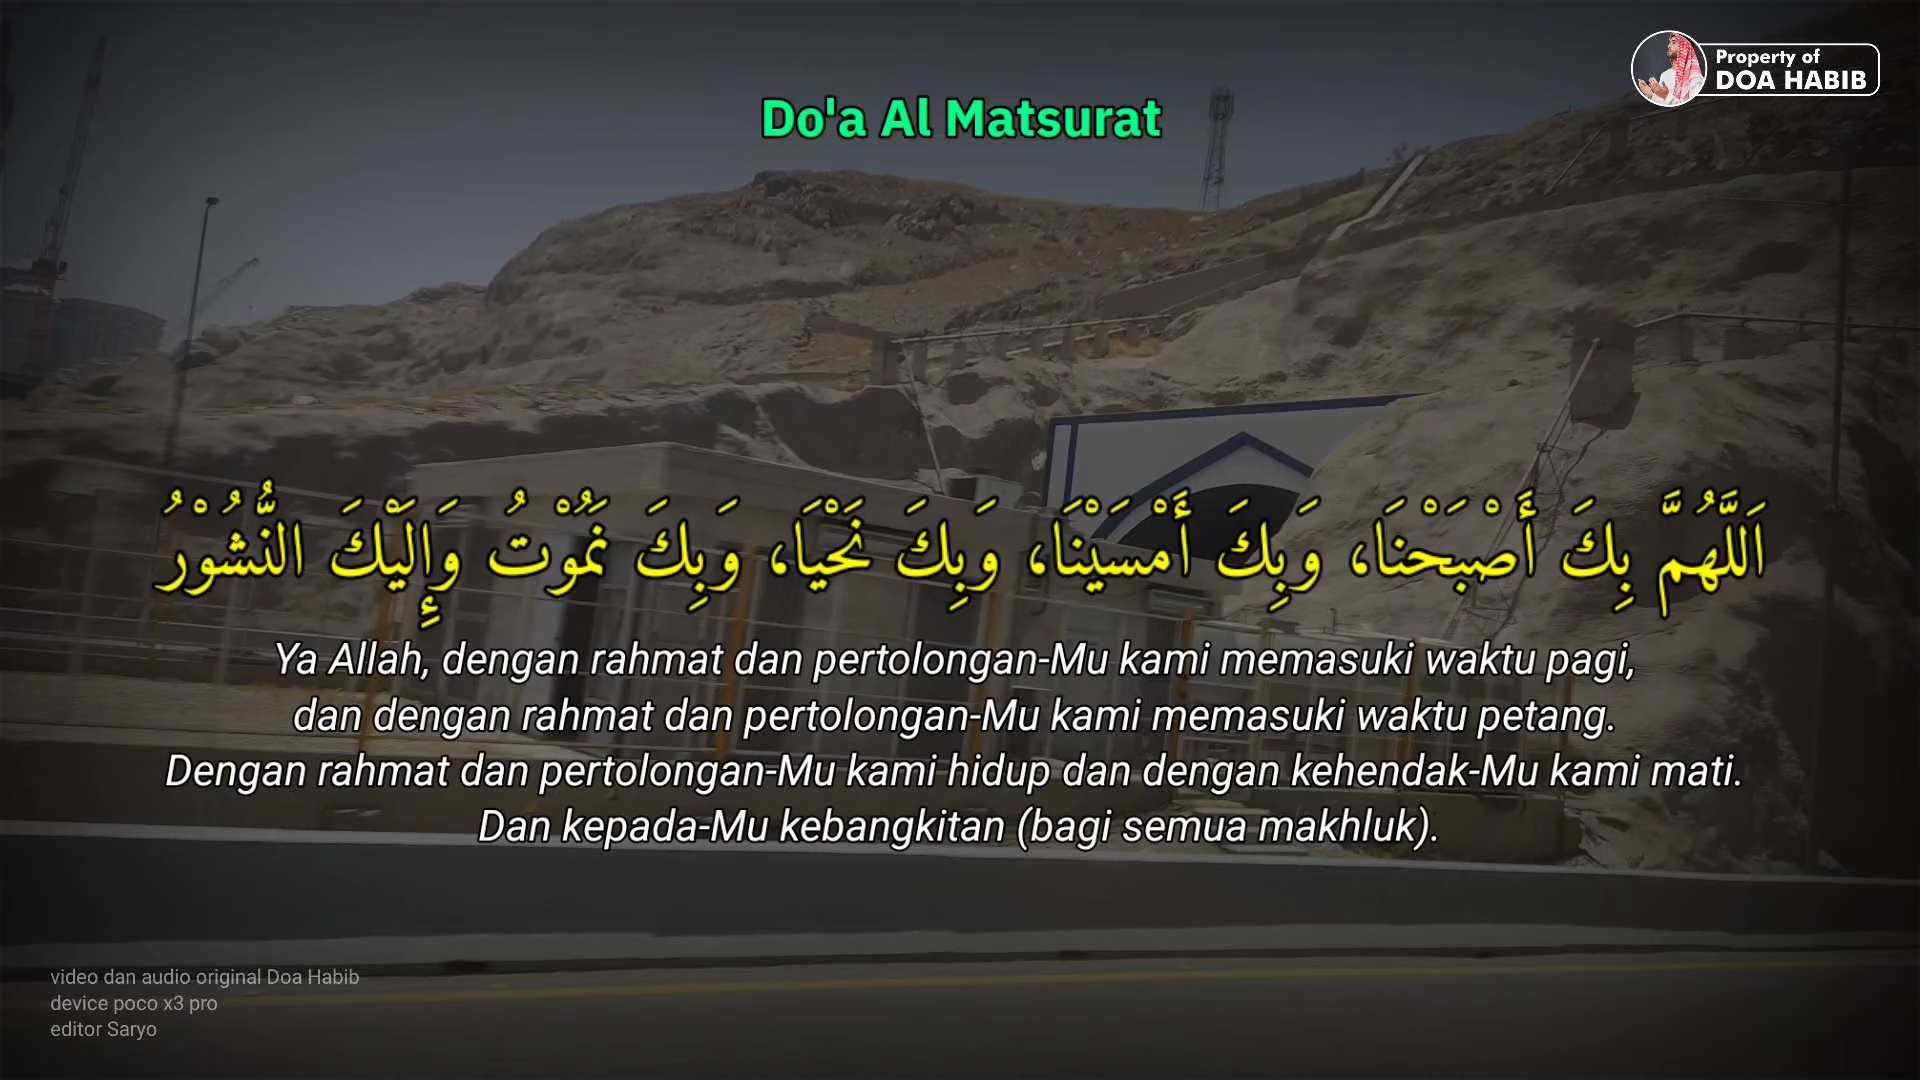 Property of
DOA HABIB
Do'a Al Matsurat
اَللَّهُمَّ بِكَ أَصْبَحْنَا، وَبِكَ أَمْسَيْنَا، وَبِكَ نَحْيَا، وَبِكَ نَمُوْتُ وَإِلَيْكَ النُّشُوْرُ
Ya Allah, dengan rahmat dan pertolongan-Mu kami memasuki waktu pagi,
dan dengan rahmat dan pertolongan-Mu kami memasuki waktu petang.
Dengan rahmat dan pertolongan-Mu kami hidup dan dengan kehendak-Mu kami mati.
Dan kepada-Mu kebangkitan (bagi semua makhluk).
video dan audio original Doa Habib
device poco x3 pro
editor Saryo